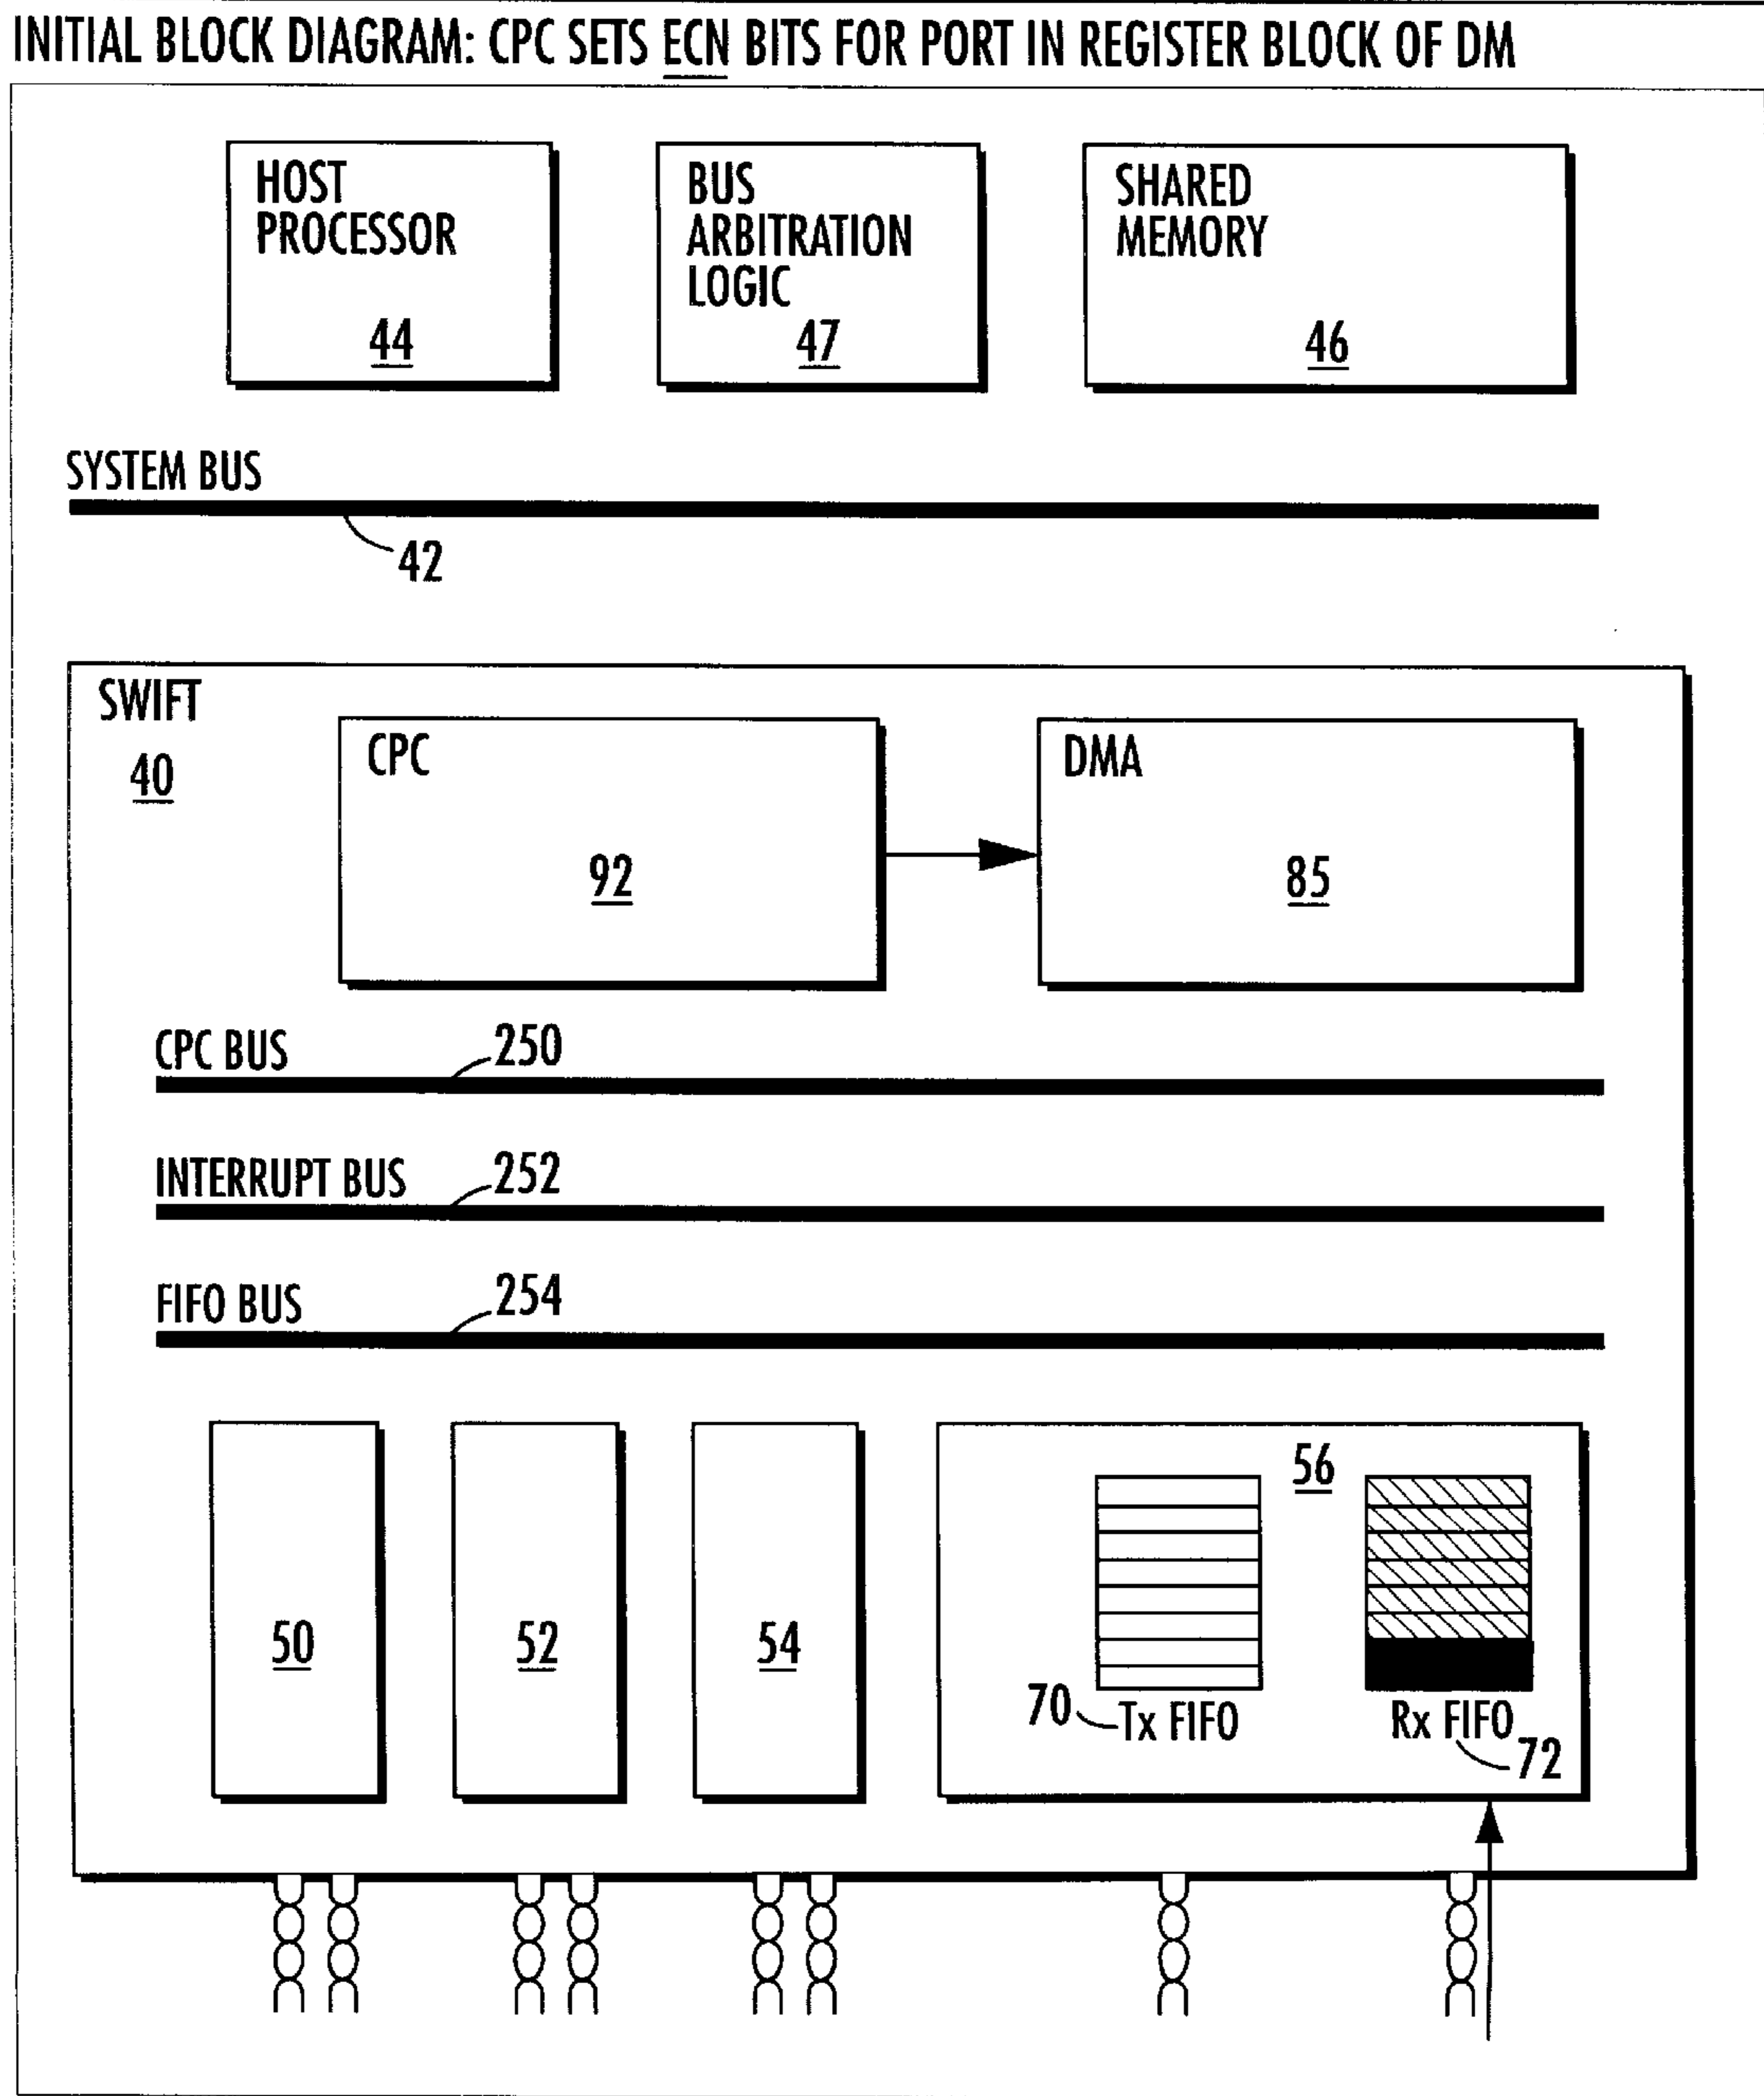 INITIAL BLOCK DIAGRAM: CPC SETS ECN BITS FOR PORT IN REGISTER BLOCK OF DM
HOST
PROCESSOR
44
BUS
ARBITRATION
LOGIC
47
SHARED
MEMORY
46
SYSTEM BUS
42
SWIFT
40
CPC
92
DMA
85
CPC BUS
250
INTERRUPT BUS
252
FIFO BUS
254
50
52
54
56
70
Tx FIFO
Rx FIFO
72